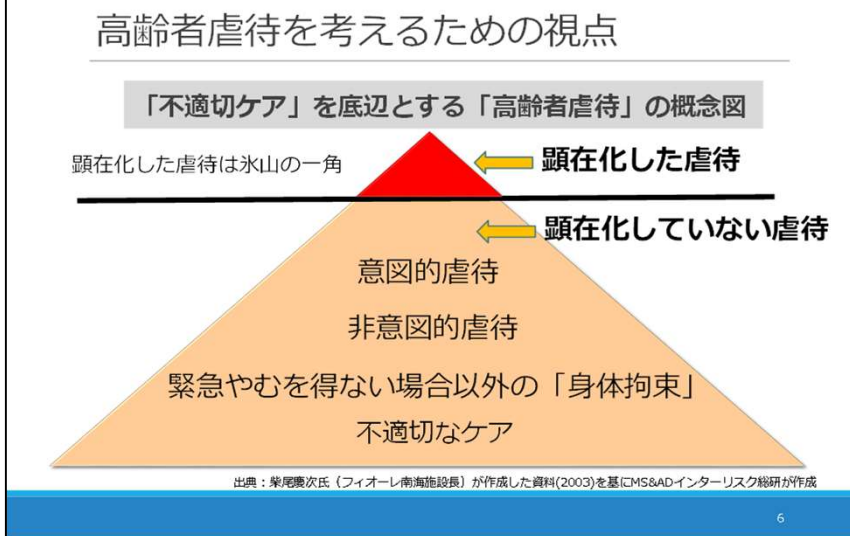 高齢者虐待を考えるための視点
「不適切ケア」を底辺とする「高齢者虐待」の概念図
顕在化した虐待は氷山の一角
顕在化した虐待
顕在化していない虐待
意図的虐待
非意図的虐待
緊急やむを得ない場合以外の「身体拘束」
不適切なケア
出典：柴尾慶次氏（フィオーレ南海施設長）が作成した資料(2003)を基にMS&ADインターリスク総研が作成
6